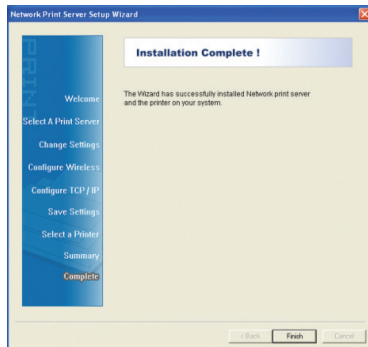 Network Print Server Setup Wizard
PRINT
Installation Complete !
Welcome
Select A Print Server
Change Settings
Configure Wireless
Configure TCP / IP
Save Settings
Select a Printer
Summary
Complete
The Wizard has successfully installed Network print server
and the printer on your system.
< Back
Finish
Cancel